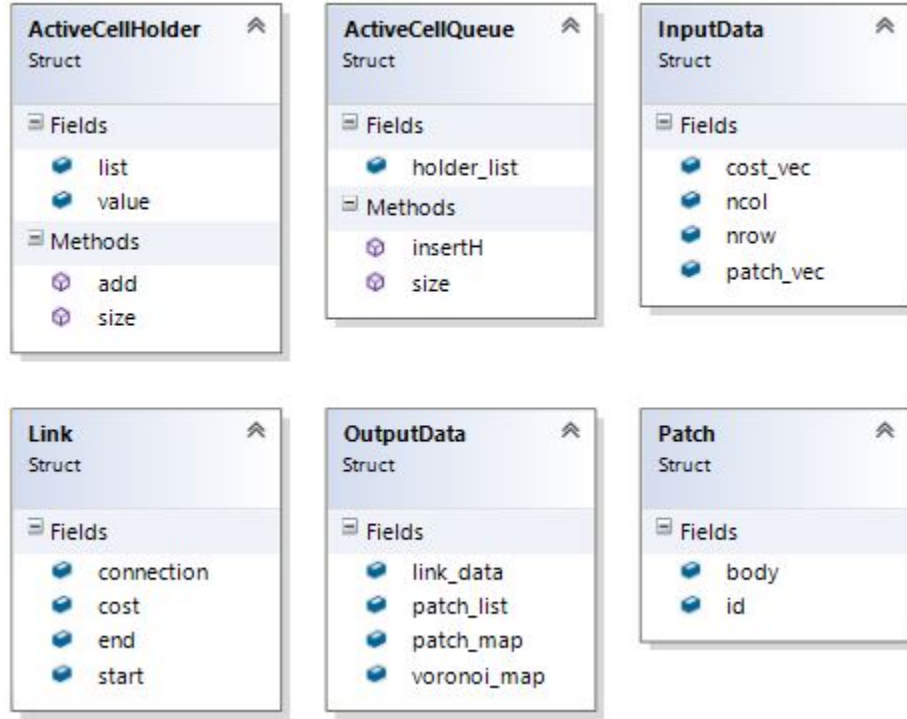 ActiveCellHolder
Struct
Fields
list
value
Methods
add
size
ActiveCellQueue
Struct
Fields
holder_list
Methods
insertH
size
InputData
Struct
Fields
cost_vec
ncol
nrow
patch_vec
Link
Struct
Fields
connection
cost
end
start
OutputData
Struct
Fields
link_data
patch_list
patch_map
voronoi_map
Patch
Struct
Fields
body
id